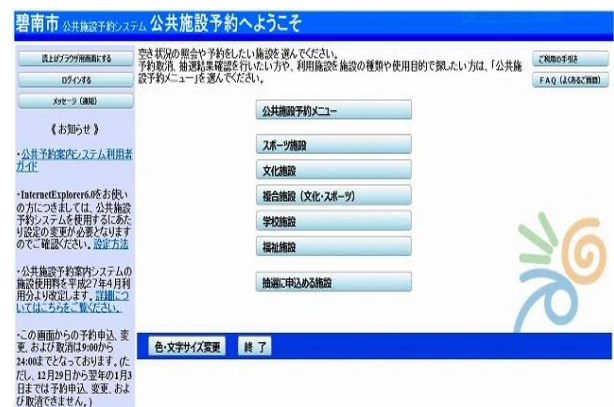 碧南市 公共施設予約システム 公共施設予約へようこそ
読上げブラウザ用画面にする
ログインする
メッセージ（通知）
《お知らせ》
・公共予約案内システム利用者
ガイド
・InternetExplorer6.0をお使い
の方につきましては、公共施設
予約システムを使用するにあた
り設定の変更が必要となります
のでご確認ください。設定方法
・公共施設予約案内システムの
施設使用料を平成27年4月利
用分より改定します。詳細につ
いてはこちらをご覧ください。
・この画面からの予約申込、変
更、および取消は9:00から
24:00までとなっております。(た
だし、12月29日から翌年の1月3
日までは予約申込、変更、およ
び取消できません。)
空き状況の照会や予約をしたい施設を選んでください。
予約取消、抽選結果確認を行いたい方や、利用施設を施設の種類や使用目的で探したい方は、「公共施
設予約メニュー」を選んでください。
公共施設予約メニュー
スポーツ施設
文化施設
複合施設（文化・スポーツ）
学校施設
福祉施設
抽選に申込める施設
ご利用の手引き
ＦＡＱ（よくあるご質問）
色・文字サイズ変更
終 了